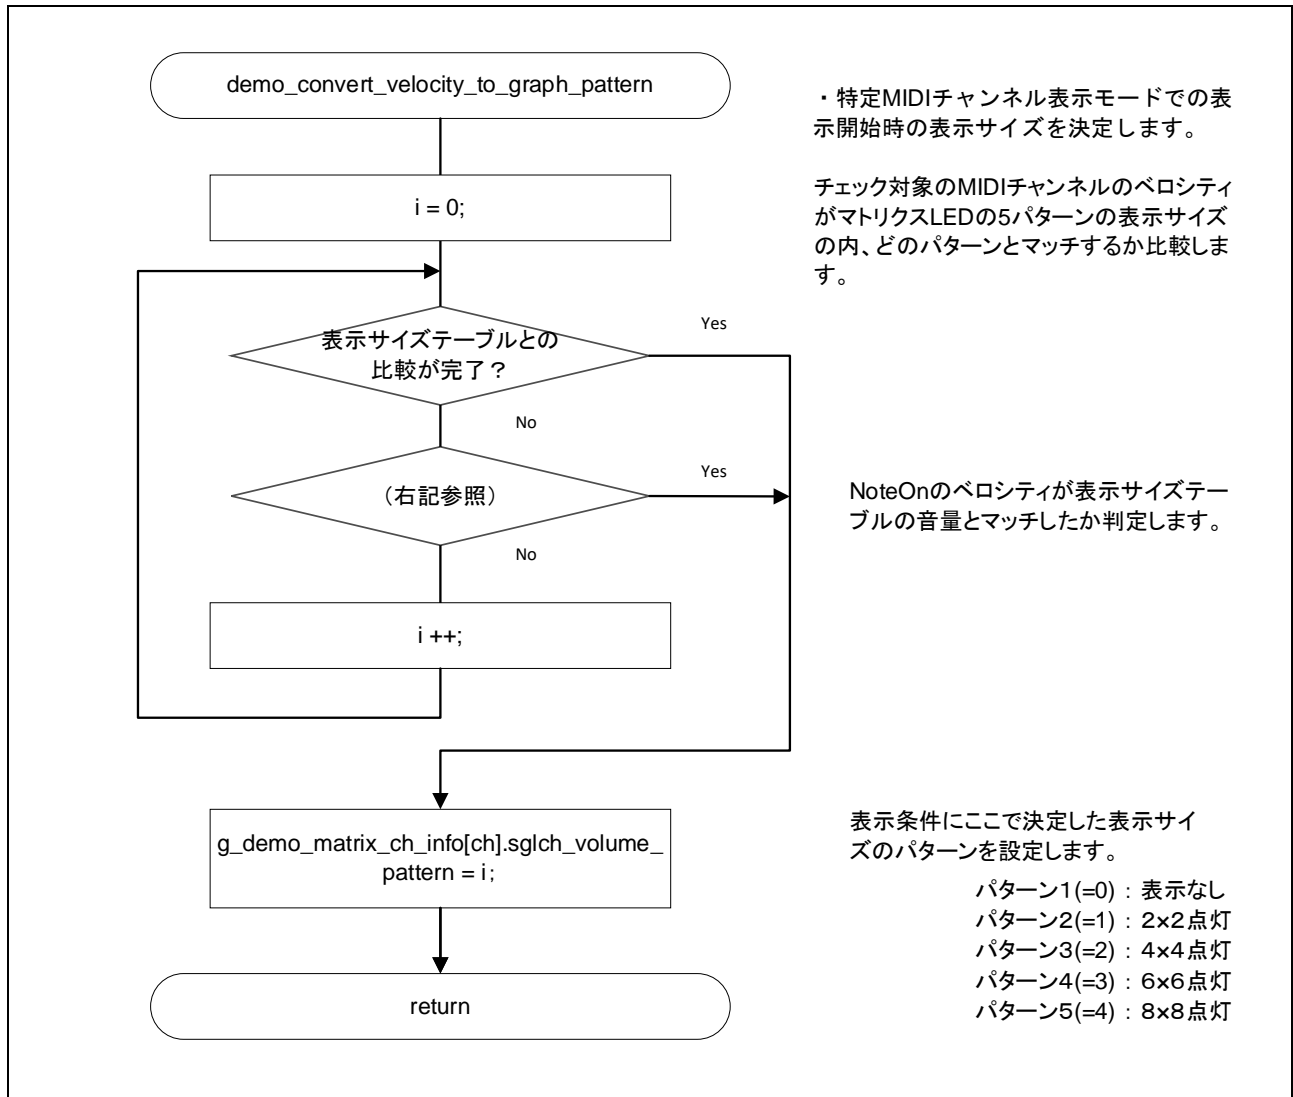 demo_convert_velocity_to_graph_pattern
・特定MIDIチャンネル表示モードでの表
示開始時の表示サイズを決定します。
i = 0;
チェック対象のMIDIチャンネルのベロシティ
がマトリクスLEDの5パターンの表示サイズ
の内、どのパターンとマッチするか比較しま
す。
表示サイズテーブルとの
比較が完了？
Yes
No
（右記参照）
Yes
NoteOnのベロシティが表示サイズテー
ブルの音量とマッチしたか判定します。
No
i ++;
g_demo_matrix_ch_info[ch].sglch_volume_
pattern = i;
表示条件にここで決定した表示サイ
ズのパターンを設定します。
パターン１(=0)：表示なし
パターン２(=1)：２×２点灯
パターン３(=2)：４×４点灯
パターン４(=3)：６×６点灯
パターン５(=4)：８×８点灯
return